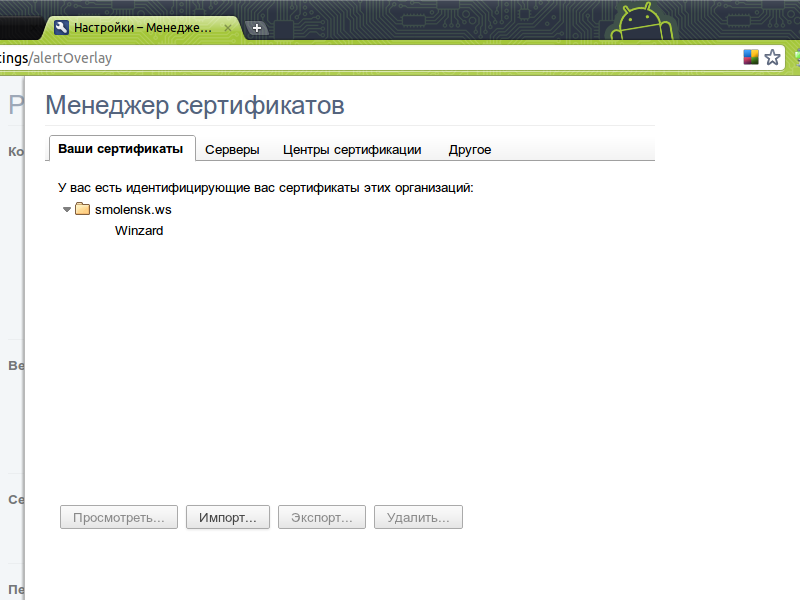 Настройки – Менедже...
ings/alertOverlay
Менеджер сертификатов
Ваши сертификаты Серверы Центры сертификации Другое
Ко
У вас есть идентифицирующие вас сертификаты этих организаций:
smolensk.ws
Winzard
Ве
Се
Просмотреть... Импорт... Экспорт... Удалить...
Пе